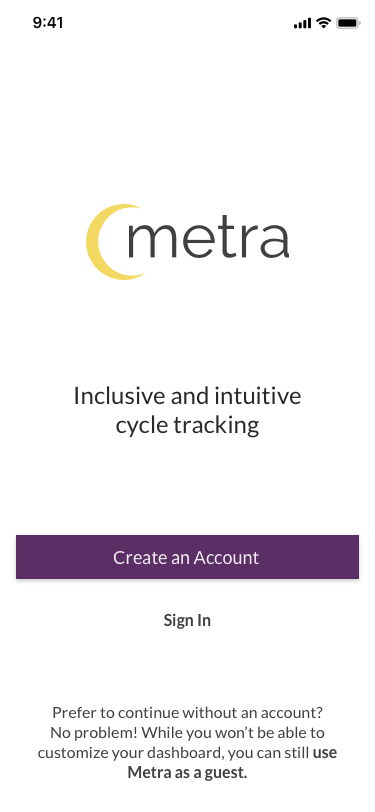 9:41
metra
Inclusive and intuitive
cycle tracking
Create an Account
Sign In
Prefer to continue without an account?
No problem! While you won’t be able to
customize your dashboard, you can still use
Metra as a guest.